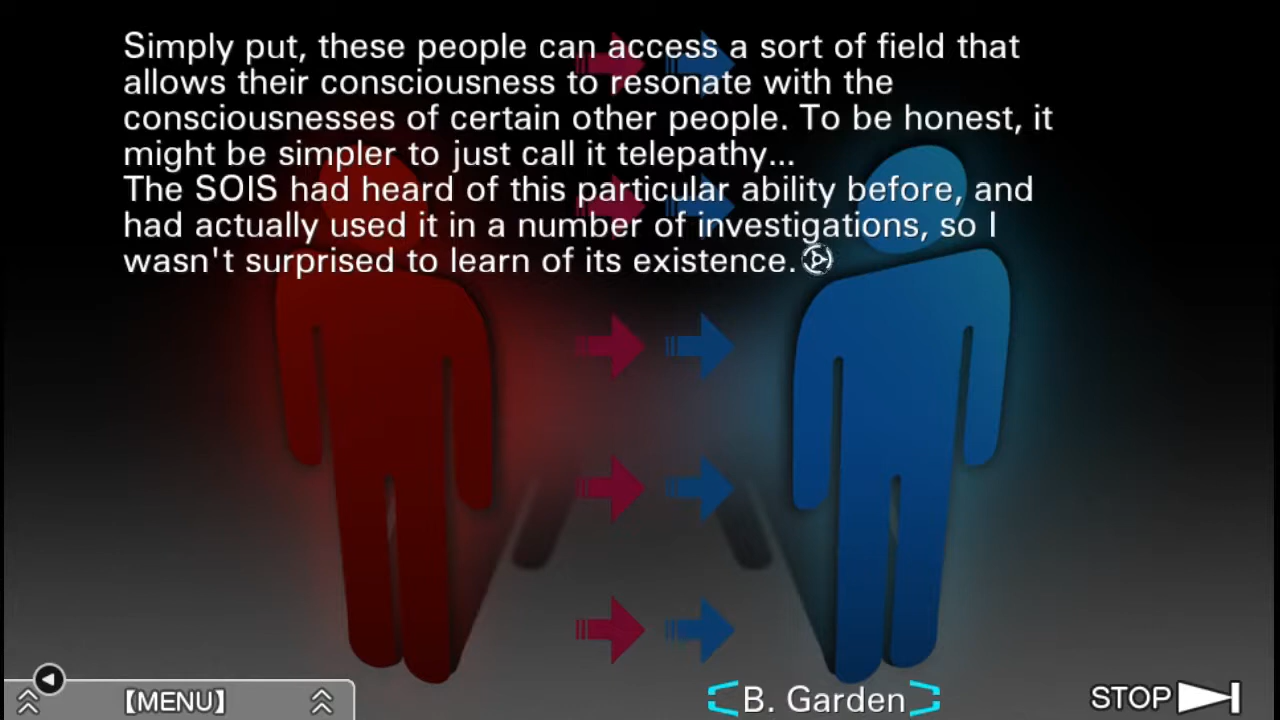 Simply put, these people can access a sort of field that
allows their consciousness to resonate with the
consciousnesses of certain other people. To be honest, it
might be simpler to just call it telepathy...
The SOIS had heard of this particular ability before, and
had actually used it in a number of investigations, so I
wasn't surprised to learn of its existence.
【MENU】
B. Garden
STOP